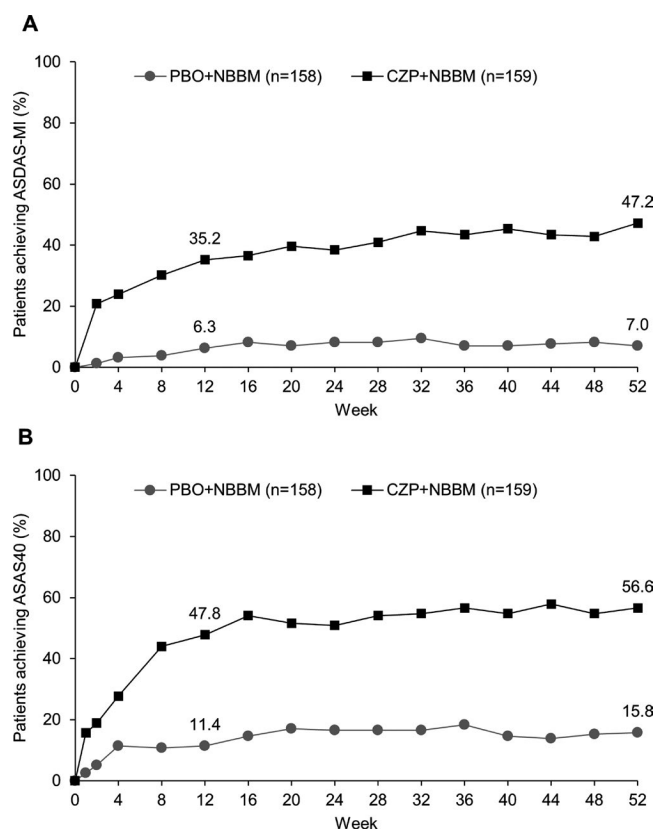 A
Patients achieving ASDAS-MI (%)
100
80
60
40
20
0
PBO+NBBM (n=158) CZP+NBBM (n=159)
35.2
6.3
47.2
7.0
0 4 8 12 16 20 24 28 32 36 40 44 48 52
Week
B
Patients achieving ASAS40 (%)
100
80
60
40
20
0
PBO+NBBM (n=158) CZP+NBBM (n=159)
47.8
11.4
56.6
15.8
0 4 8 12 16 20 24 28 32 36 40 44 48 52
Week